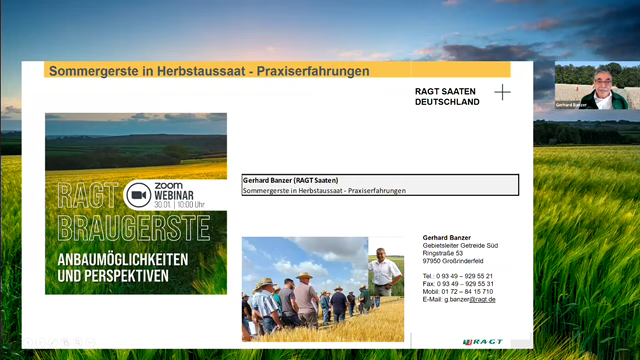 Sommergerste in Herbstaussaat - Praxiserfahrungen
RAGT SAATEN
DEUTSCHLAND
Gerhard Banzer
RAGT
zoom
WEBINAR
30.01. | 10:00 Uhr
BRAUGERSTE
ANBAUMÖGLICHKEITEN
UND PERSPEKTIVEN
Gerhard Banzer (RAGT Saaten)
Sommergerste in Herbstaussaat - Praxiserfahrungen
Gerhard Banzer
Gebietsleiter Getreide Süd
Ringstraße 53
97950 Großrinderfeld
Tel.: 0 93 49 – 929 55 21
Fax: 0 93 49 – 929 55 31
Mobil: 01 72 – 84 15 710
E-Mail: g.banzer@ragt.de
RAGT